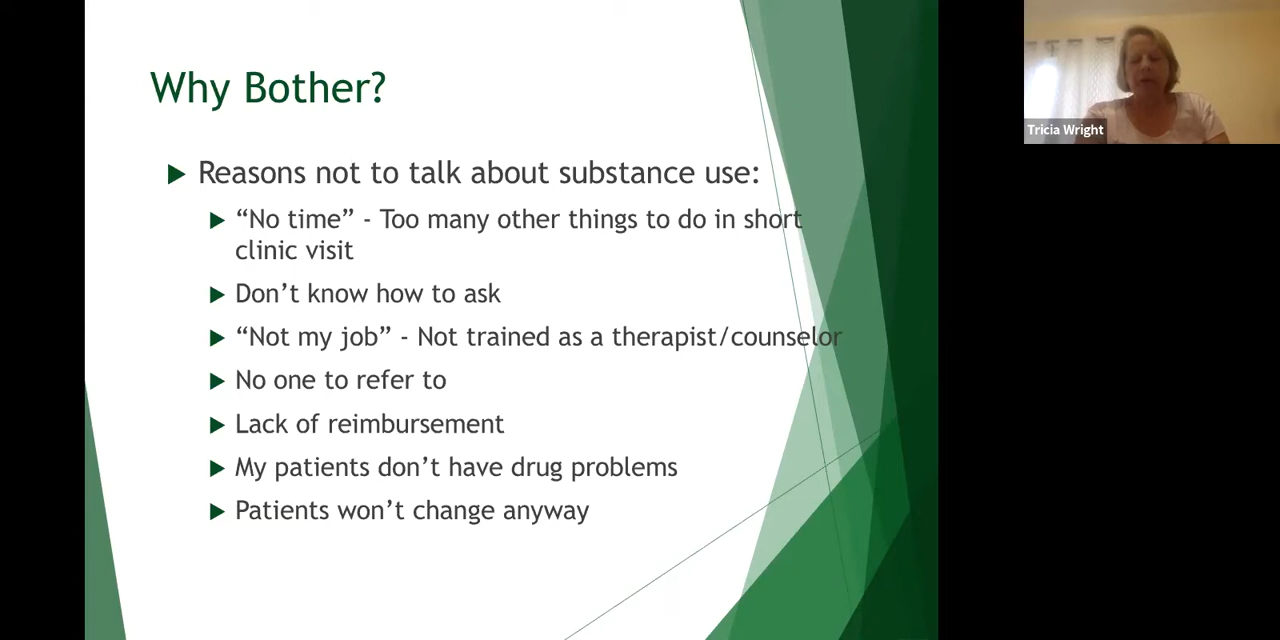 Why Bother?
Reasons not to talk about substance use:
“No time” - Too many other things to do in short
clinic visit
Don’t know how to ask
“Not my job” - Not trained as a therapist/counselor
No one to refer to
Lack of reimbursement
My patients don’t have drug problems
Patients won’t change anyway
Tricia Wright